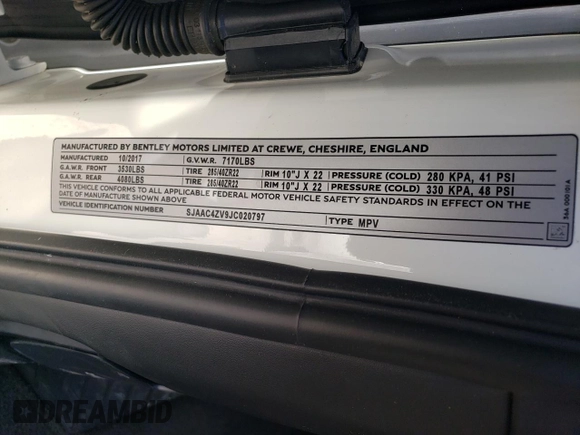 MANUFACTURED BY BENTLEY MOTORS LIMITED AT CREWE, CHESHIRE, ENGLAND
MANUFACTURED 10/2017 G.V.W.R. 7170LBS
G.A.W.R. FRONT 3530LBS TIRE 285/40ZR22 RIM 10"J X 22 PRESSURE (COLD) 280 KPA, 41 PSI
G.A.W.R. REAR 4080LBS TIRE 285/40ZR22 RIM 10"J X 22 PRESSURE (COLD) 330 KPA, 48 PSI
THIS VEHICLE CONFORMS TO ALL APPLICABLE FEDERAL MOTOR VEHICLE SAFETY STANDARDS IN EFFECT ON THE
DATE OF MANUFACTURE SHOWN ABOVE
VEHICLE IDENTIFICATION NUMBER SJAAC4ZV9JC020797 TYPE MPV
36A 000 101 A
DREAMBID